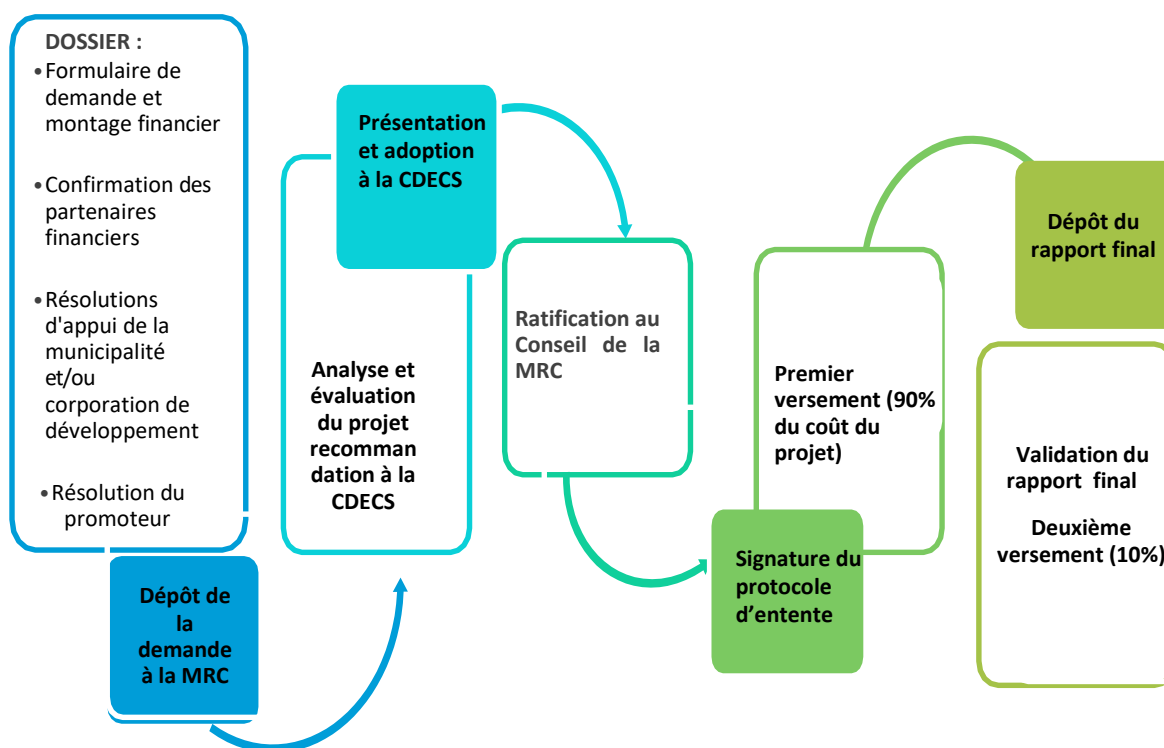 DOSSIER :
•Formulaire de
demande et
montage financier
•Confirmation des
partenaires
financiers
•Résolutions
d'appui de la
municipalité
et/ou
corporation de
développement
•Résolution du
promoteur
Dépôt de
la
demande
à la MRC
Présentation
et adoption
à la CDECS
Analyse et
évaluation
du projet
recomman
dation à la
CDECS
Ratification au
Conseil de la
MRC
Premier
versement (90%
du coût du
projet)
Signature du
protocole
d’entente
Dépôt du
rapport final
Validation du
rapport final
Deuxième
versement (10%)